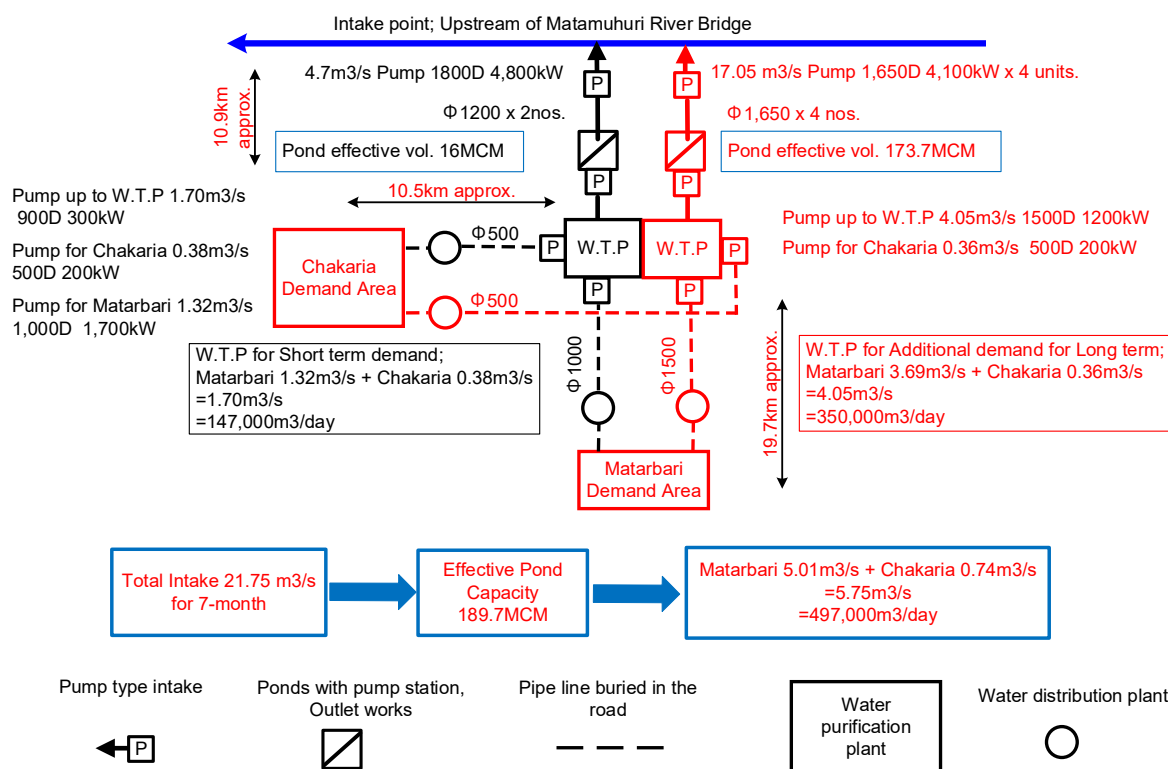 Intake point; Upstream of Matamuhuri River Bridge
4.7m3/s Pump 1800D 4,800kW
17.05 m3/s Pump 1,650D 4,100kW x 4 units.
P
P
10.9km
approx.
Φ1200 x 2nos.
Φ1,650 x 4 nos.
Pond effective vol. 16MCM
Pond effective vol. 173.7MCM
P
P
Pump up to W.T.P 1.70m3/s
900D 300kW
10.5km approx.
Pump up to W.T.P 4.05m3/s 1500D 1200kW
Pump for Chakaria 0.38m3/s
500D 200kW
Φ500
P
W.T.P
W.T.P
P
Pump for Chakaria 0.36m3/s 500D 200kW
Chakaria
Demand Area
Pump for Matarbari 1.32m3/s
1,000D 1,700kW
Φ500
P
P
W.T.P for Short term demand;
Matarbari 1.32m3/s + Chakaria 0.38m3/s
=1.70m3/s
=147,000m3/day
Φ1000
Φ1500
19.7km approx.
W.T.P for Additional demand for Long term;
Matarbari 3.69m3/s + Chakaria 0.36m3/s
=4.05m3/s
=350,000m3/day
Matarbari
Demand Area
Total Intake 21.75 m3/s
for 7-month
Effective Pond
Capacity
189.7MCM
Matarbari 5.01m3/s + Chakaria 0.74m3/s
=5.75m3/s
=497,000m3/day
Pump type intake
P
Ponds with pump station,
Outlet works
Pipe line buried in the
road
Water
purification
plant
Water distribution plant